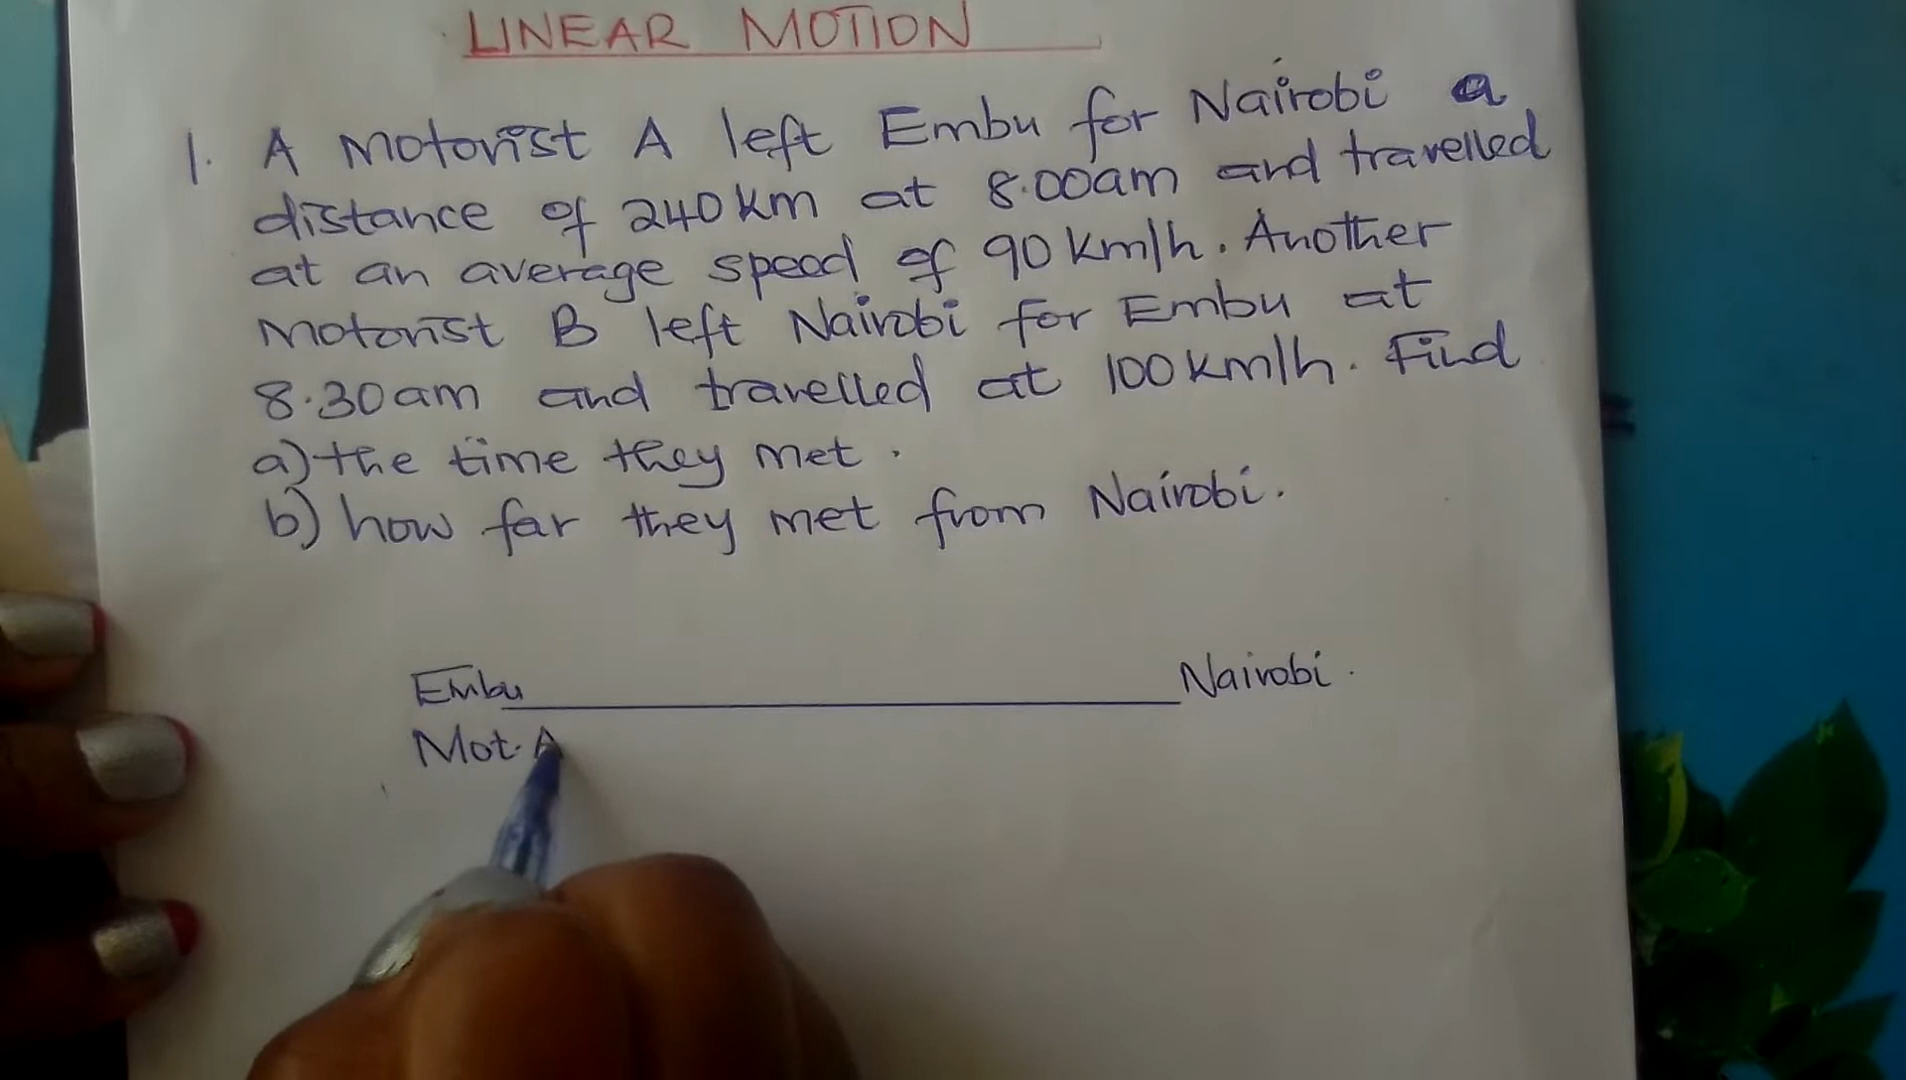 LINEAR MOTION
1. A Motorist A left Embu for Nairobi a
distance of 240 km at 8.00am and travelled
at an average speed of 90 km/h. Another
Motorist B left Nairobi for Embu at
8.30am and travelled at 100km/h. Find
a) the time they met.
b) how far they met from Nairobi.
Embu Nairobi.
Mot. A